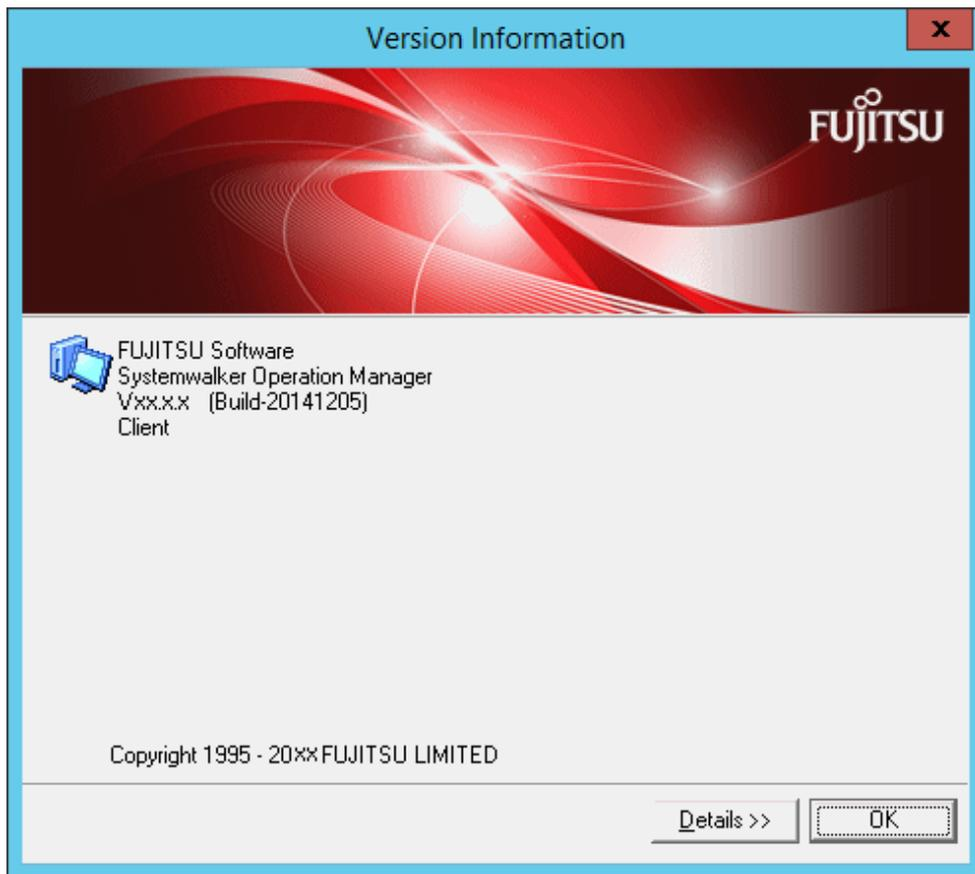 Version Information
x
FUJITSU
FUJITSU Software
Systemwalker Operation Manager
Vxx.x.x (Build-20141205)
Client
Copyright 1995 - 20xx FUJITSU LIMITED
Details >>
OK